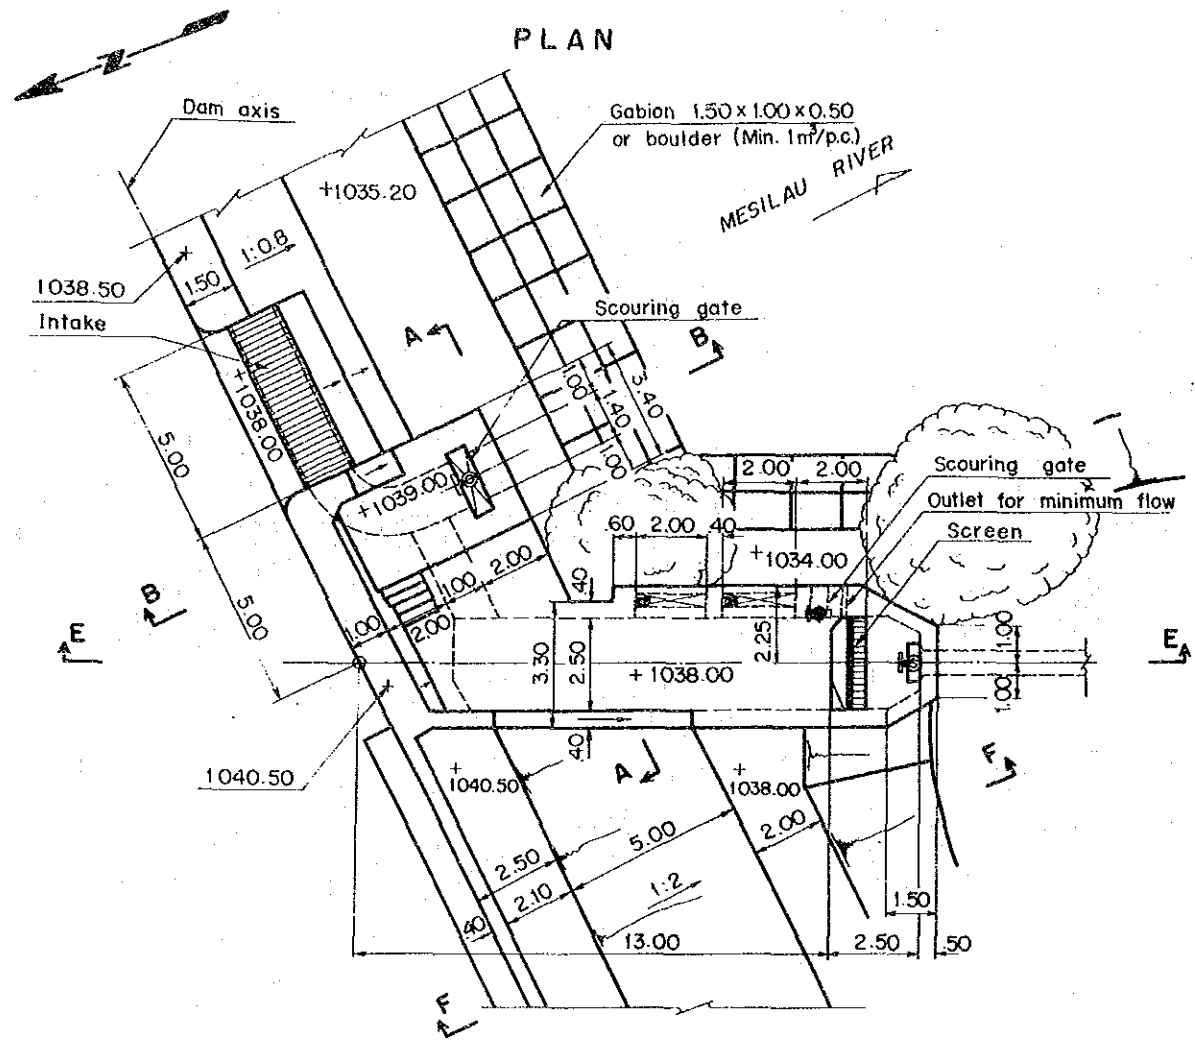 PLAN
N
Dam axis
Gabion 1.50 x 1.00 x 0.50
or boulder (Min. 1m³/p.c.)
MESILAU RIVER
+1035.20
1:0.8
1038.50
1.50
Intake
Scouring gate
A
B
+1038.00
1.00
1.40
3.40
1.00
5.00
+1039.00
2.00
2.00
Scouring gate
Outlet for minimum flow
Screen
.60
2.00
.40
+1034.00
2.00
1.00
.40
B
5.00
E
1.00
2.00
3.30
2.50
2.25
+1038.00
1.00
1.00
E
.40
1040.50
+1040.50
A
+1038.00
F
2.50
5.00
2.00
2.10
1:2
1.50
.40
13.00
2.50
.50
F